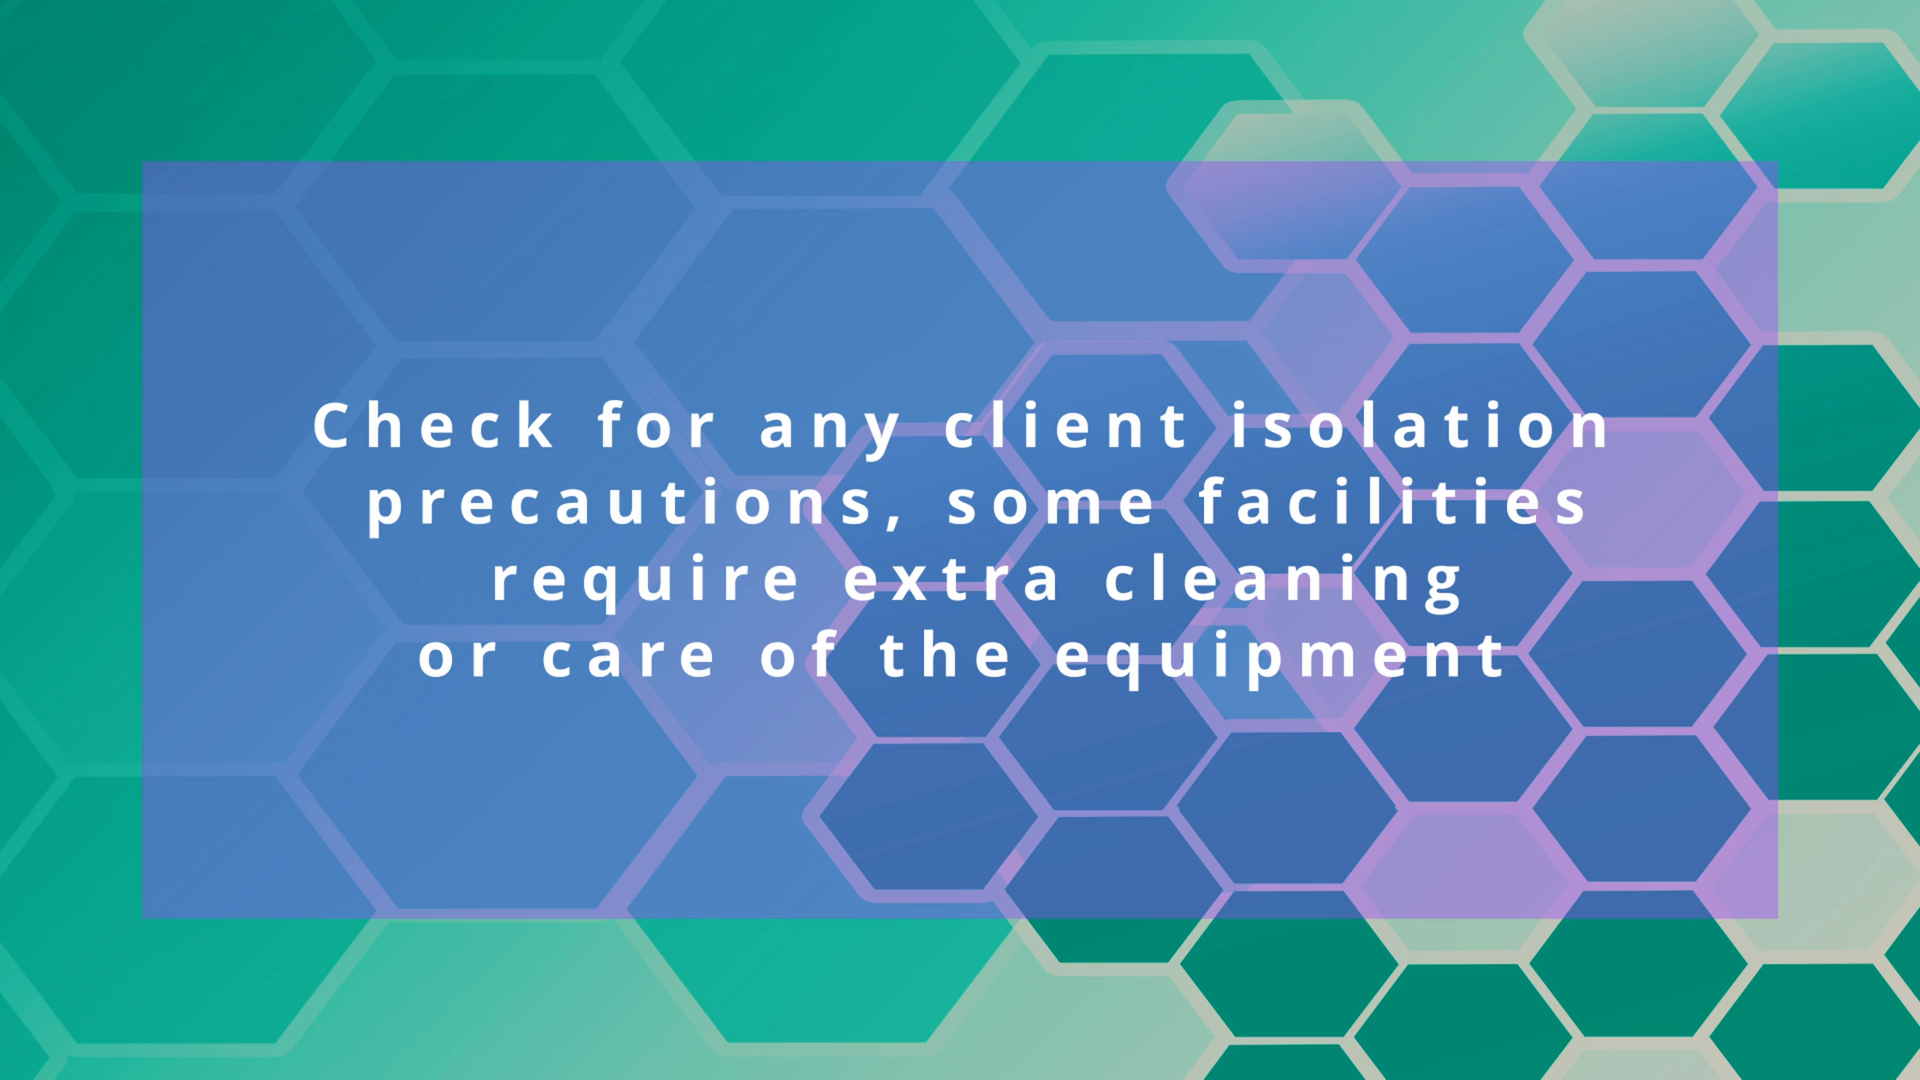 Check for any client isolation
precautions, some facilities
require extra cleaning
or care of the equipment